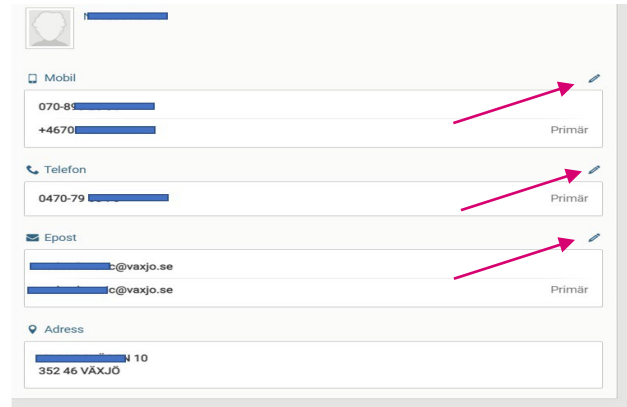 Mobil
070-89
+4670
Primär
Telefon
0470-79
Primär
Epost
c@vaxjo.se
c@vaxjo.se
Primär
Adress
N 10
352 46 VÄXJÖ